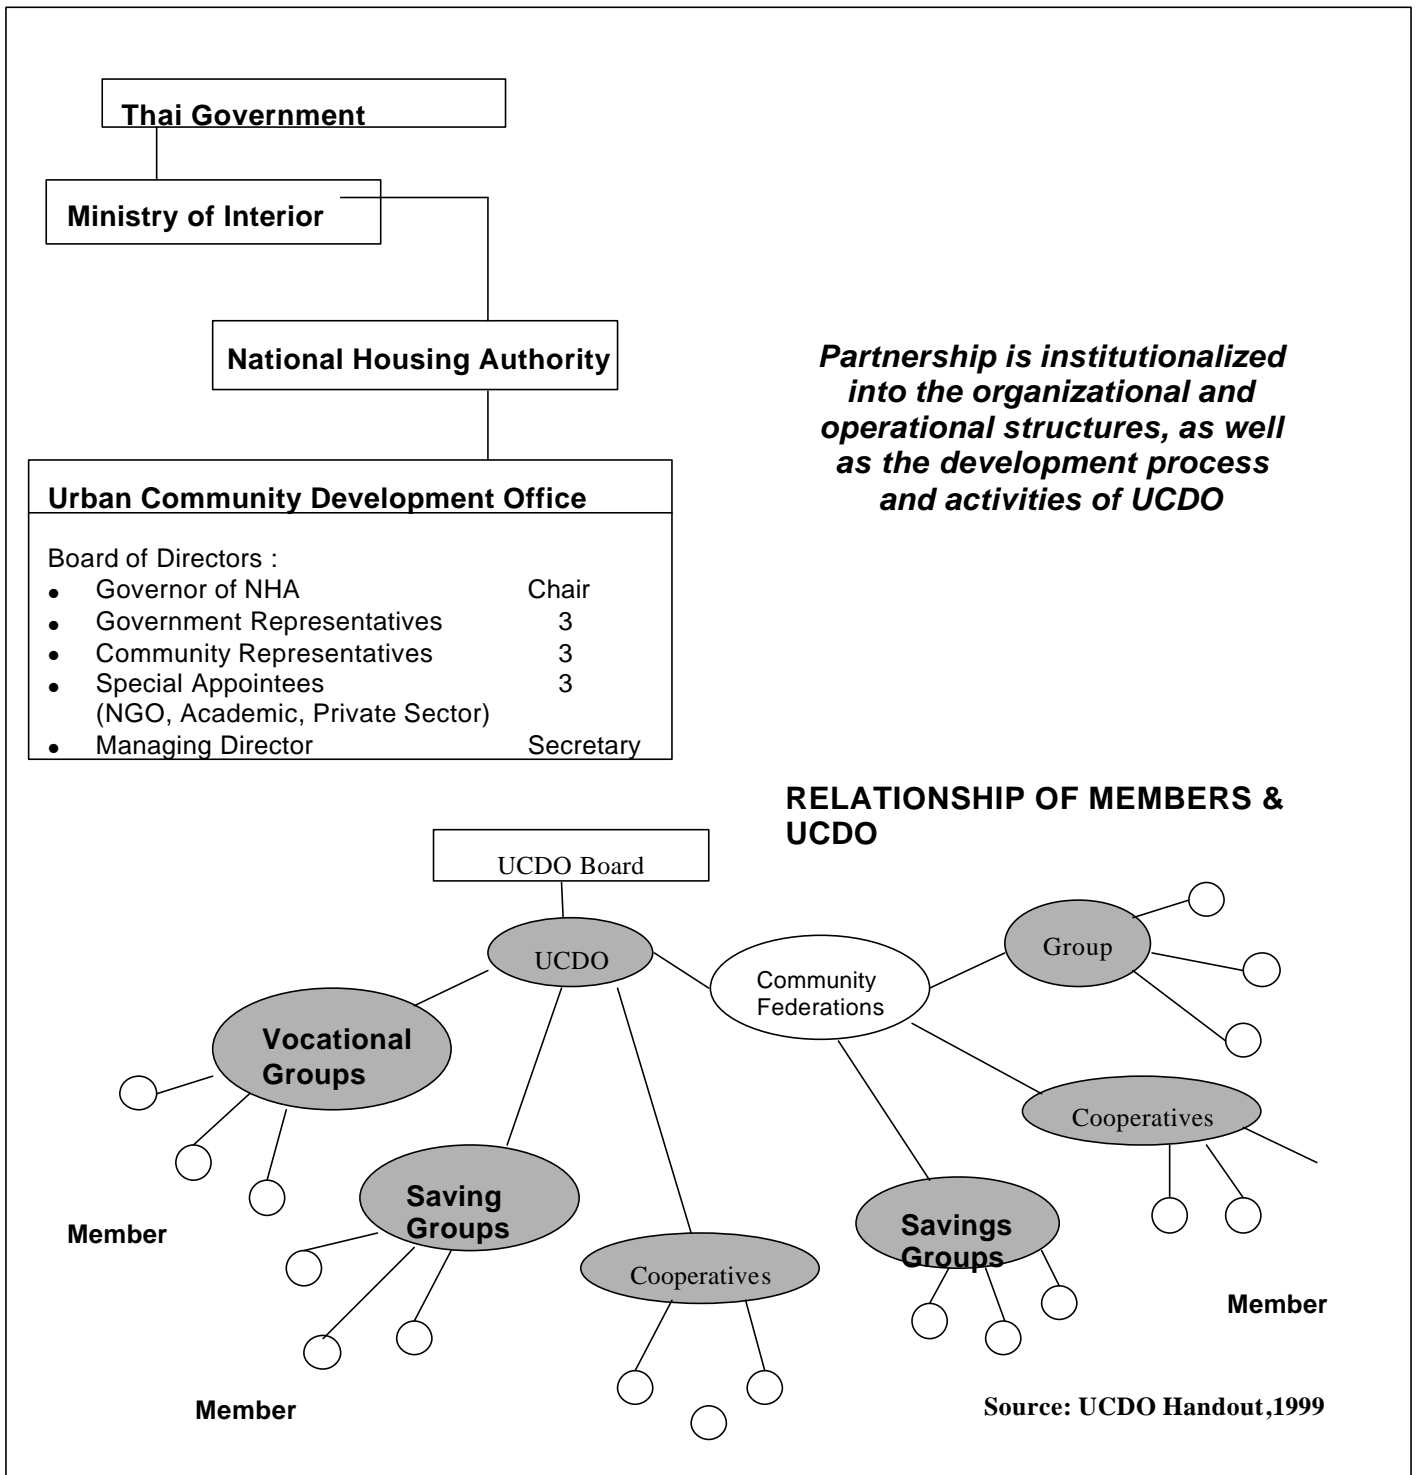 Thai Government
Ministry of Interior
National Housing Authority
Partnership is institutionalized
into the organizational and
operational structures, as well
as the development process
and activities of UCDO
Urban Community Development Office
Board of Directors :
• Governor of NHA Chair
• Government Representatives 3
• Community Representatives 3
• Special Appointees 3
(NGO, Academic, Private Sector)
• Managing Director Secretary
RELATIONSHIP OF MEMBERS &
UCDO
UCDO Board
UCDO
Community
Federations
Group
Vocational
Groups
Cooperatives
Saving
Groups
Savings
Groups
Cooperatives
Member
Member
Member
Source: UCDO Handout,1999